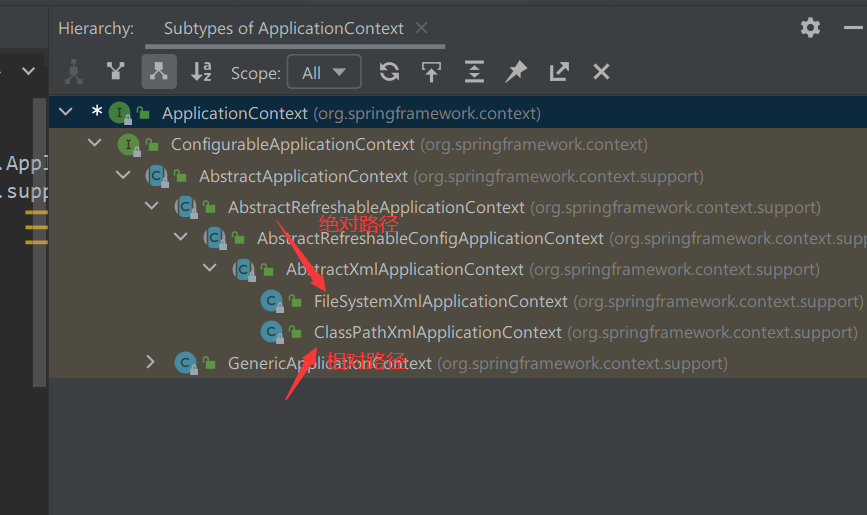 Hierarchy: Subtypes of ApplicationContext
Scope: All
ApplicationContext (org.springframework.context)
ConfigurableApplicationContext (org.springframework.context)
.Appl
AbstractApplicationContext (org.springframework.context.support)
.supp
AbstractRefreshableApplicationContext (org.springframework.context.support)
绝对路径
AbstractRefreshableConfigApplicationContext (org.springframework.context.supp
AbstractXmlApplicationContext (org.springframework.context.support)
FileSystemXmlApplicationContext (org.springframework.context.support)
ClassPathXmlApplicationContext (org.springframework.context.support)
相对路径
GenericApplicationContext (org.springframework.context.support)